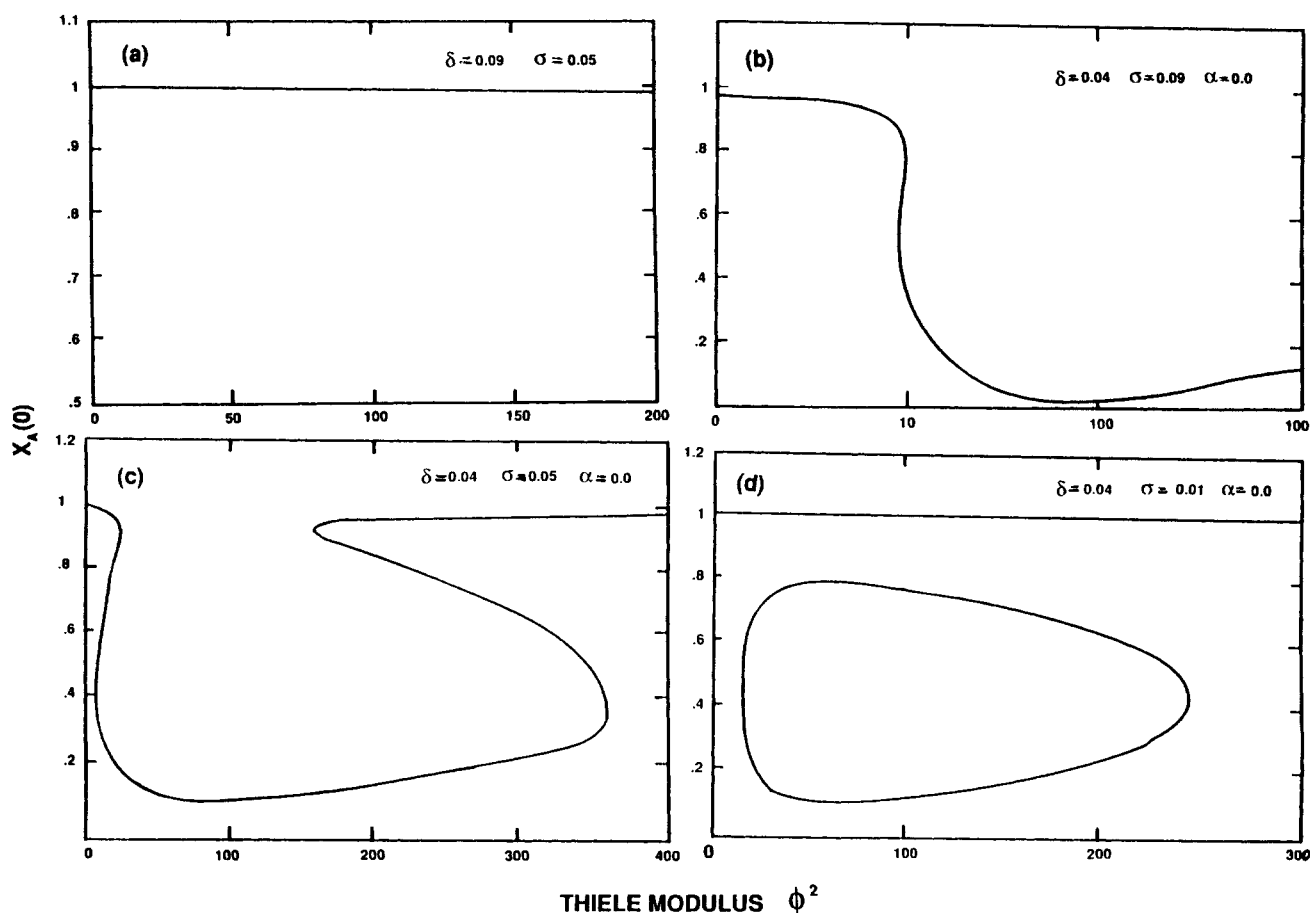 (a)
δ = 0.09 σ = 0.05
1.1
1
.9
.8
.7
.6
.5
0 50 100 150 200
(b)
δ = 0.04 σ = 0.09 α = 0.0
1
.8
.6
.4
.2
0 10 100 100
X_A(0)
(c)
δ = 0.04 σ = 0.05 α = 0.0
1.2
1
.8
.6
.4
.2
0 100 200 300 400
(d)
δ = 0.04 σ = 0.01 α = 0.0
1.2
1
.8
.6
.4
.2
0 100 200 300
THIELE MODULUS ϕ²